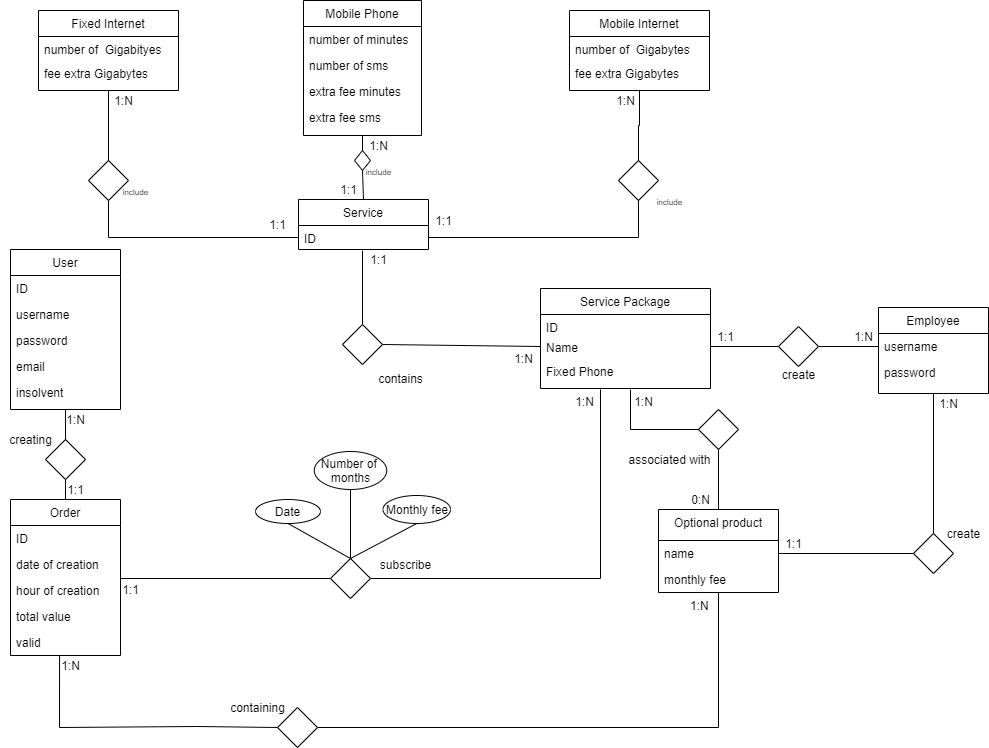 Fixed Internet
number of  Gigabityes
fee extra Gigabytes
1:N
include
1:1
Mobile Phone
number of minutes
number of sms
extra fee minutes
extra fee sms
1:N
include
1:1
Mobile Internet
number of  Gigabytes
fee extra Gigabytes
1:N
include
1:1
Service
ID
1:1
contains
1:N
User
ID
username
password
email
insolvent
1:N
creating
1:1
Service Package
ID
Name
Fixed Phone
1:1
create
1:N
Employee
username
password
1:N
create
1:N
1:N
associated with
0:N
Optional product
name
monthly fee
1:1
1:N
Order
ID
date of creation
hour of creation
total value
valid
1:1
1:N
Number of
months
Date
Monthly fee
subscribe
containing